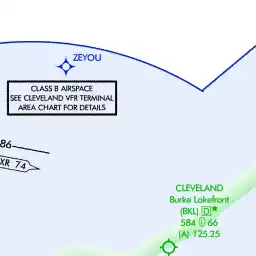 ZEYOU
CLASS B AIRSPACE
SEE CLEVELAND VFR TERMINAL
AREA CHART FOR DETAILS
86
XR 74
CLEVELAND
Burke Lakefront
(BKL) D★
584 L 66
(A) 125.25